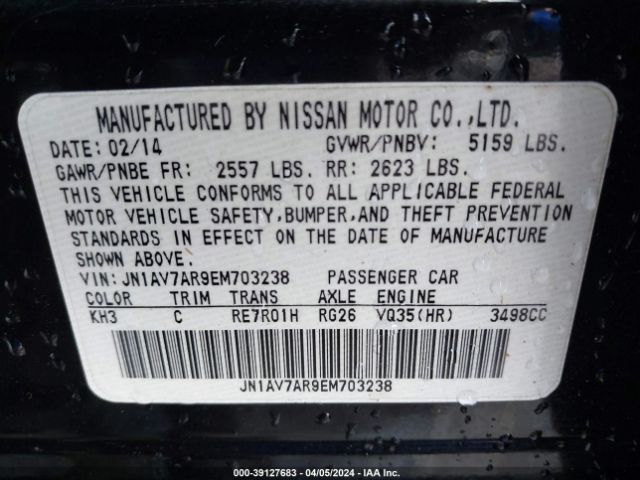 MANUFACTURED BY NISSAN MOTOR CO.,LTD.
DATE: 02/14 GVWR/PNBV: 5159 LBS.
GAWR/PNBE FR: 2557 LBS. RR: 2623 LBS.
THIS VEHICLE CONFORMS TO ALL APPLICABLE FEDERAL
MOTOR VEHICLE SAFETY,BUMPER,AND THEFT PREVENTION
STANDARDS IN EFFECT ON THE DATE OF MANUFACTURE
SHOWN ABOVE.
VIN: JN1AV7AR9EM703238 PASSENGER CAR
COLOR TRIM TRANS AXLE ENGINE
KH3 C RE7R01H RG26 VQ35(HR) 3498CC
JN1AV7AR9EM703238
000-39127683 / 04/05/2024 - IAA Inc.